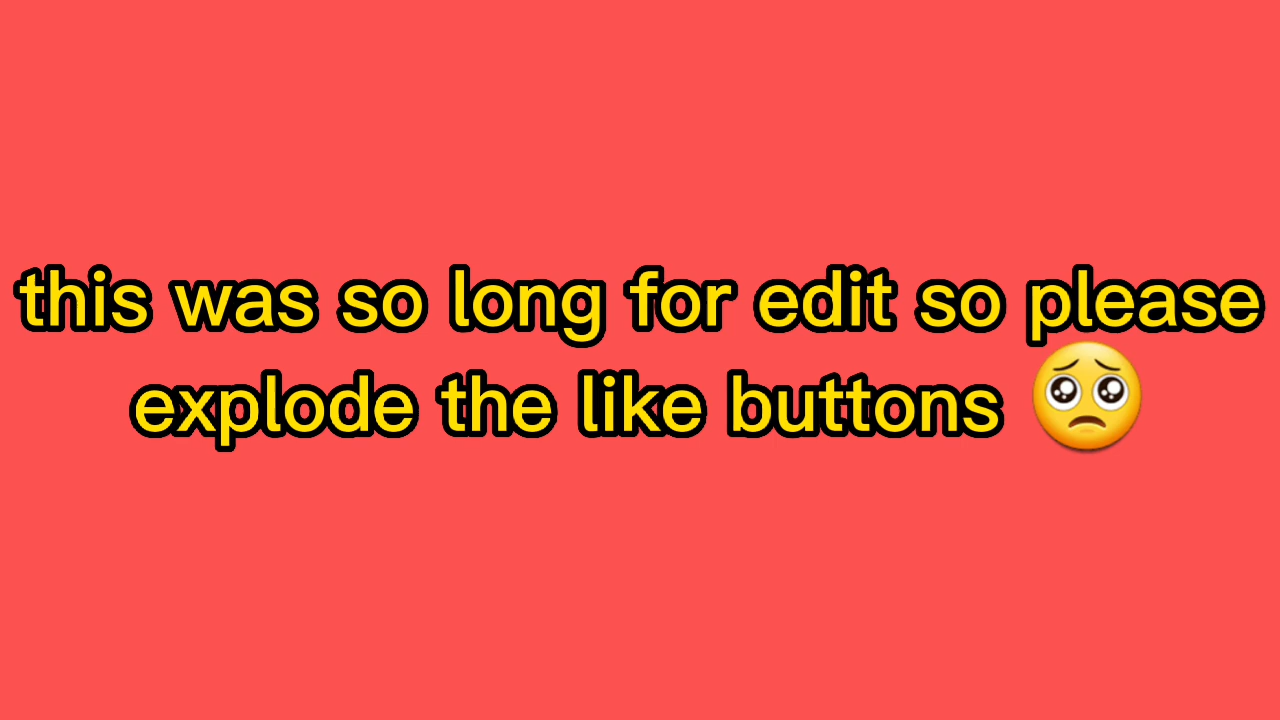 this was so long for edit so please
explode the like buttons 🥺